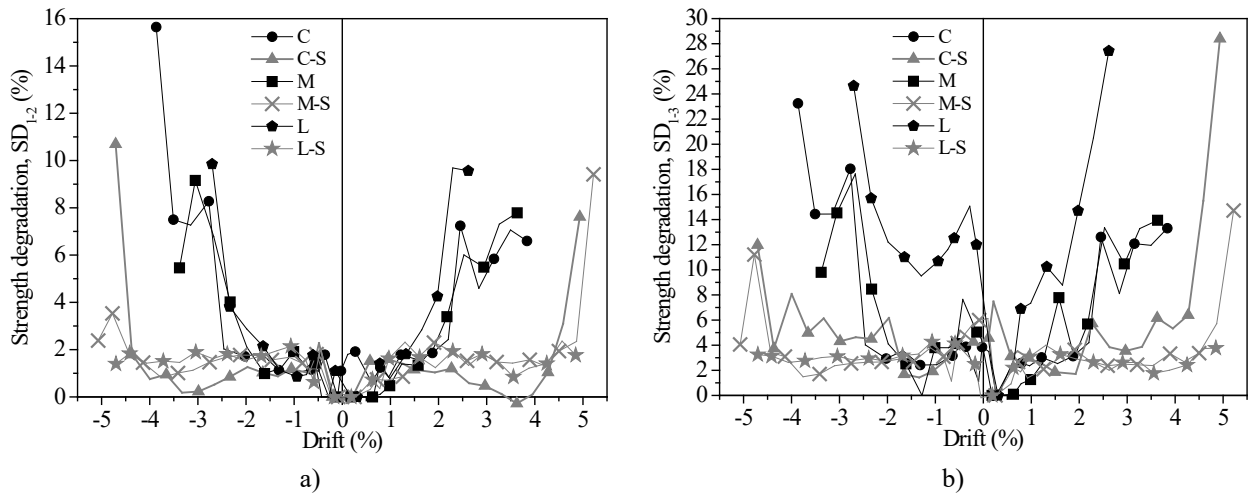 16
14
12
10
8
6
4
2
0
Strength degradation, SD1-2 (%)
C
C-S
M
M-S
L
L-S
-5 -4 -3 -2 -1 0 1 2 3 4 5
Drift (%)
a)
30
28
26
24
22
20
18
16
14
12
10
8
6
4
2
0
Strength degradation, SD1-3 (%)
C
C-S
M
M-S
L
L-S
-5 -4 -3 -2 -1 0 1 2 3 4 5
Drift (%)
b)